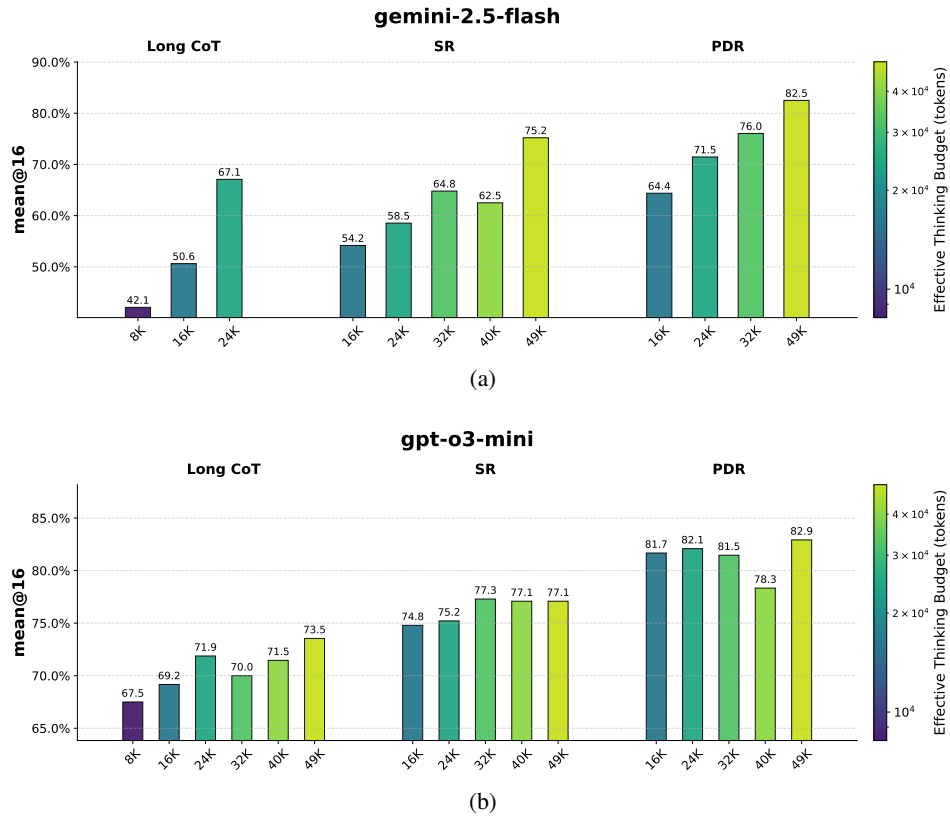 gemini-2.5-flash
Long CoT SR PDR
90.0%
80.0%
70.0%
60.0%
50.0%
mean@16
42.1 50.6 67.1 54.2 58.5 64.8 62.5 75.2 64.4 71.5 76.0 82.5
8K 16K 24K 16K 24K 32K 40K 49K 16K 24K 32K 49K
4 × 10⁴
3 × 10⁴
2 × 10⁴
10⁴
Effective Thinking Budget (tokens)
(a)
gpt-o3-mini
Long CoT SR PDR
85.0%
80.0%
75.0%
70.0%
65.0%
mean@16
67.5 69.2 71.9 70.0 71.5 73.5 74.8 75.2 77.3 77.1 77.1 81.7 82.1 81.5 78.3 82.9
8K 16K 24K 32K 40K 49K 16K 24K 32K 40K 49K 16K 24K 32K 40K 49K
4 × 10⁴
3 × 10⁴
2 × 10⁴
10⁴
Effective Thinking Budget (tokens)
(b)